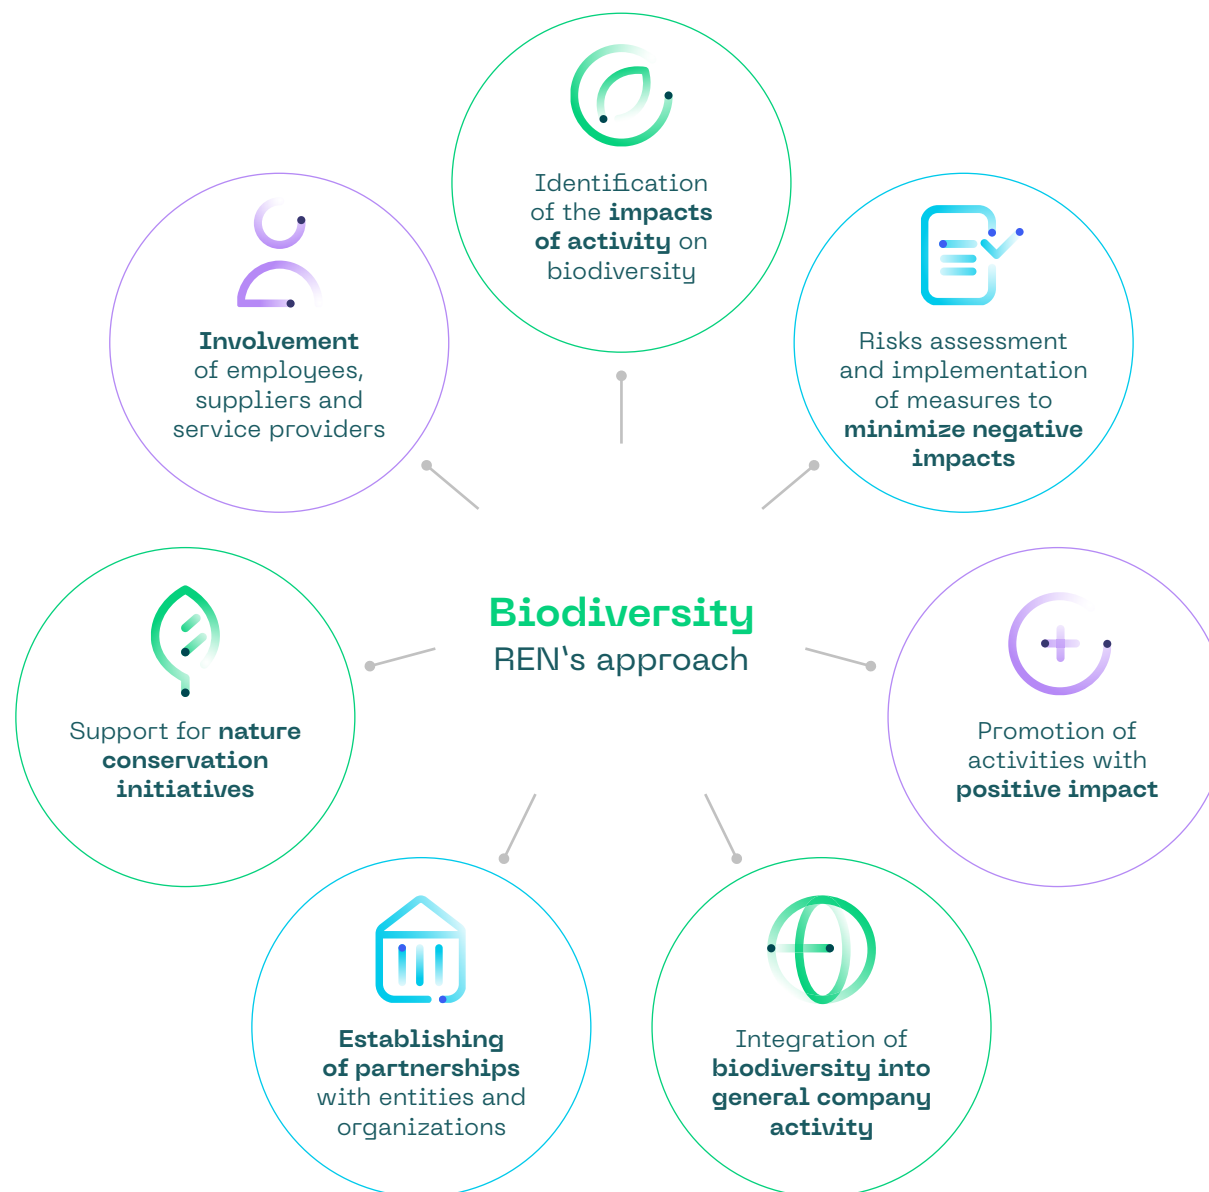 Identification
of the impacts
of activity on
biodiversity
Risks assessment
and implementation
of measures to
minimize negative
impacts
Promotion of
activities with
positive impact
Integration of
biodiversity into
general company
activity
Establishing
of partnerships
with entities and
organizations
Support for nature
conservation
initiatives
Involvement
of employees,
suppliers and
service providers
Biodiversity
REN's approach